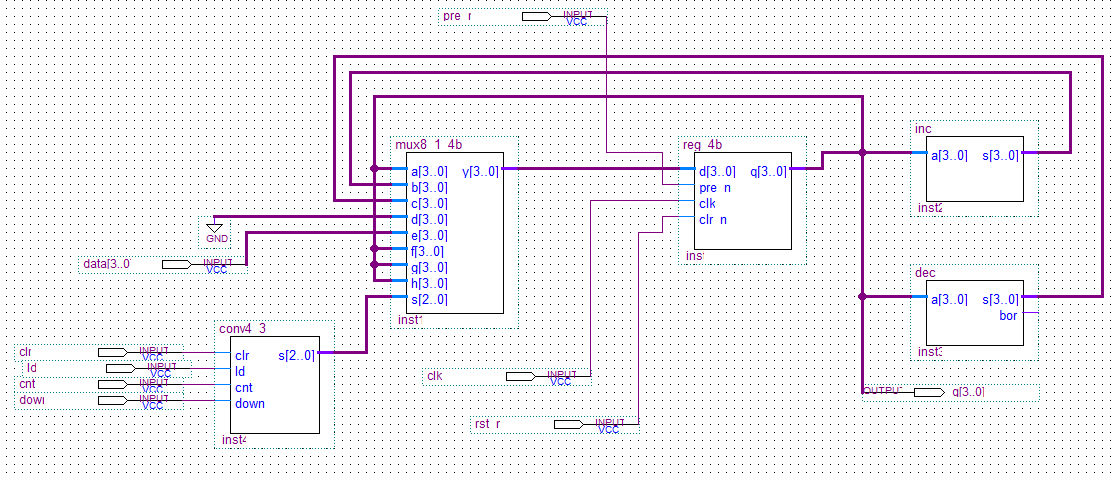 pre_r
INPUT
VCC
mux8_1_4b
a[3..0] y[3..0]
b[3..0]
c[3..0]
d[3..0]
e[3..0]
f[3..0]
g[3..0]
h[3..0]
s[2..0]
inst1
reg_4b
d[3..0] q[3..0]
pre_n
clk
clr_n
inst
inc
a[3..0] s[3..0]
inst2
GND
data[3..0
INPUT
VCC
dec
a[3..0] s[3..0]
bor
inst3
conv4_3
clr s[2..0]
ld
cnt
down
inst4
clr
INPUT
VCC
ld
INPUT
VCC
cnt
INPUT
VCC
down
INPUT
VCC
clk
INPUT
VCC
OUTPUT
q[3..0]
rst_r
INPUT
VCC